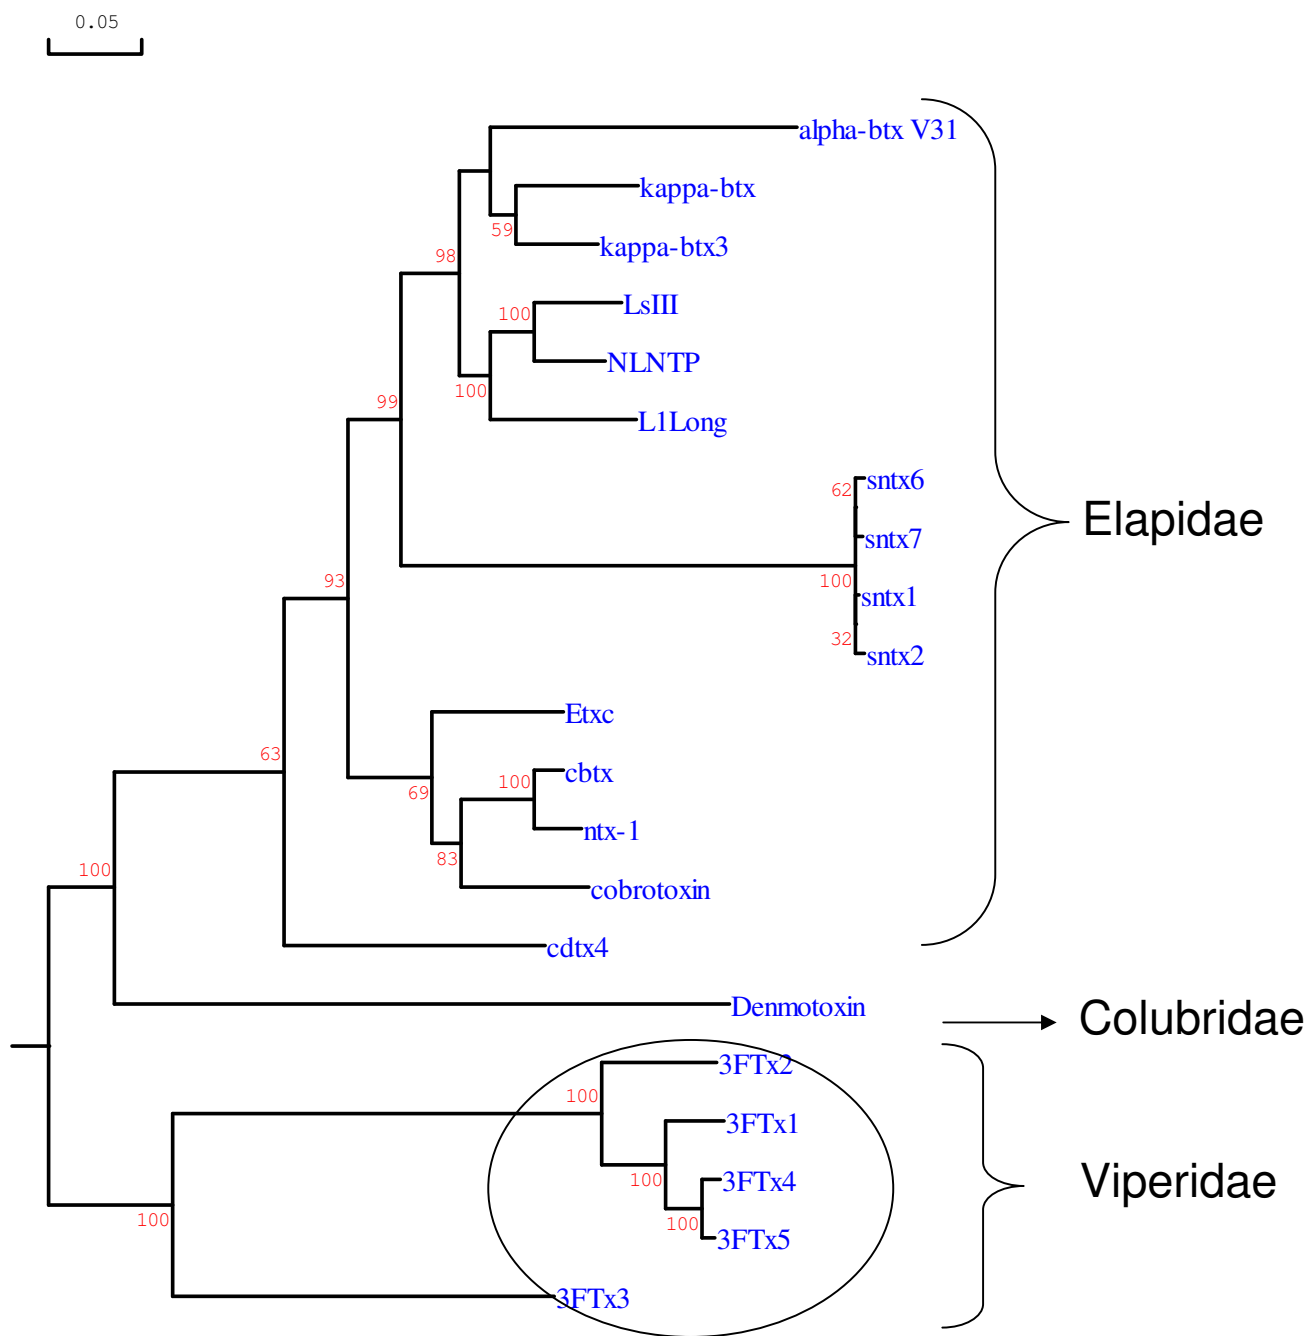 0.05
alpha-btx V31
kappa-btx
59
kappa-btx3
98
LsIII
100
NLNTP
100
99
L1Long
sntx6
62
Elapidae
sntx7
100
sntx1
93
32
sntx2
Etxc
63
cbtx
100
69
ntx-1
83
100
cobrotoxin
cdtx4
Denmotoxin
Colubridae
3FTx2
100
3FTx1
100
3FTx4
Viperidae
100
100
3FTx5
3FTx3